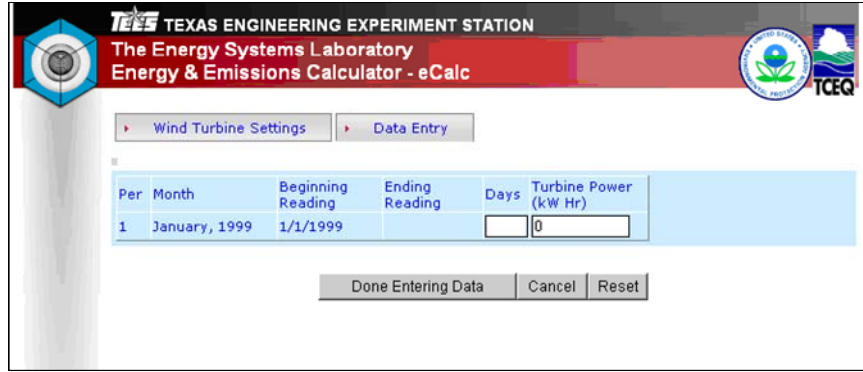 TEES TEXAS ENGINEERING EXPERIMENT STATION
The Energy Systems Laboratory
Energy & Emissions Calculator - eCalc
UNITED STATES
TCEQ
Wind Turbine Settings
Data Entry
Per Month Beginning Reading Ending Reading Days Turbine Power (kW Hr)
1 January, 1999 1/1/1999 0
Done Entering Data Cancel Reset